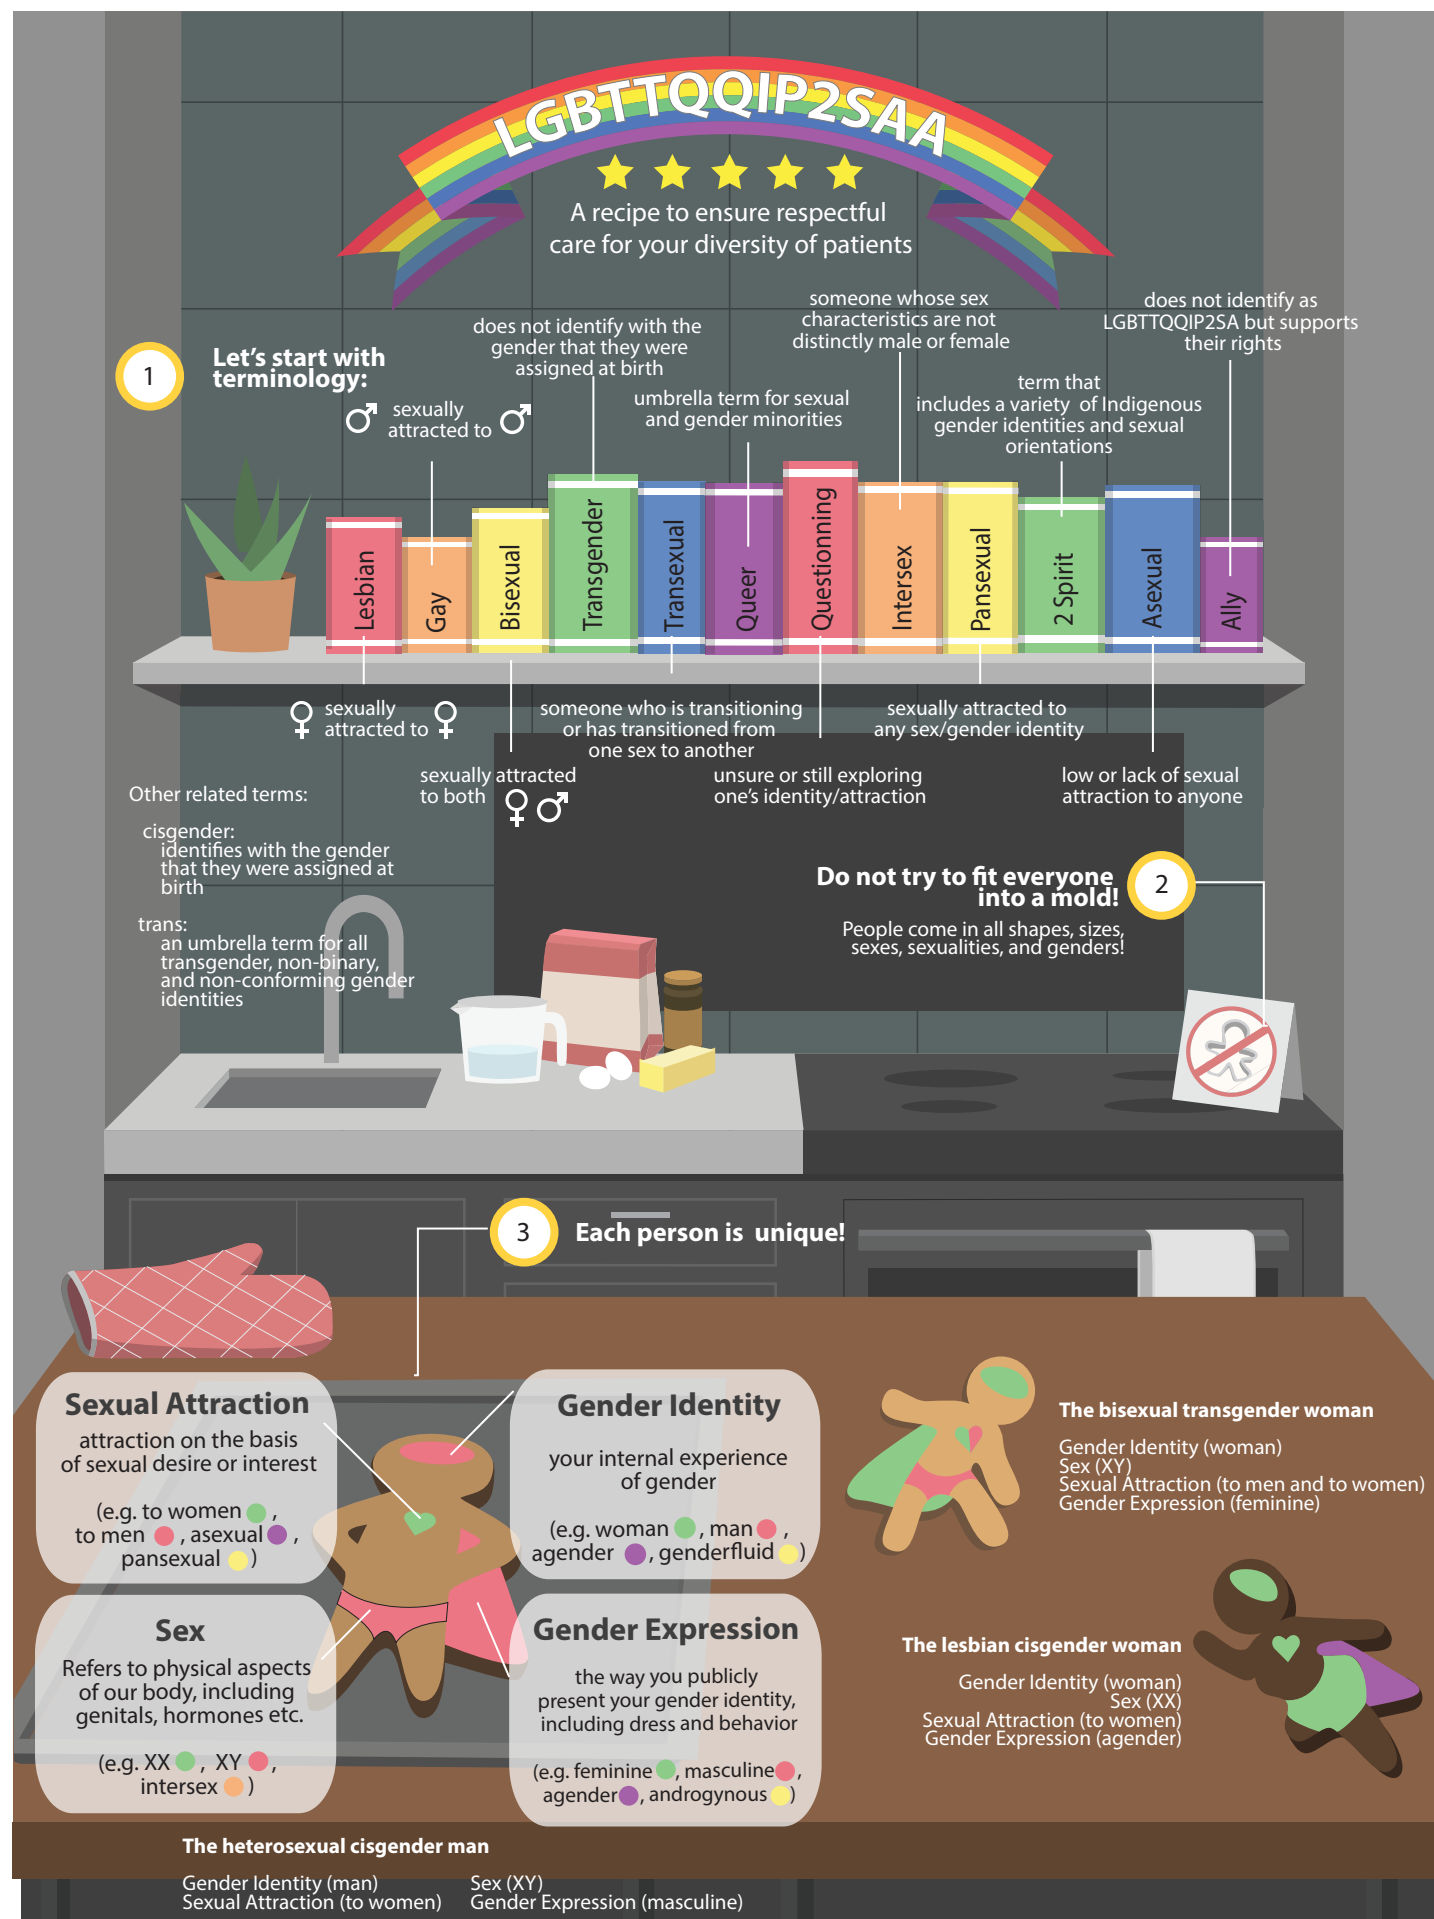 LGBTTQQIP2SAA
A recipe to ensure respectful
care for your diversity of patients
1
Let's start with
terminology:
sexually
attracted to
does not identify with the
gender that they were
assigned at birth
umbrella term for sexual
and gender minorities
someone whose sex
characteristics are not
distinctly male or female
term that
includes a variety of Indigenous
gender identities and sexual
orientations
does not identify as
LGBTTQQIP2SA but supports
their rights
Lesbian
Gay
Bisexual
Transgender
Transexual
Queer
Questionning
Intersex
Pansexual
2 Spirit
Asexual
Ally
sexually
attracted to
sexually attracted
to both
someone who is transitioning
or has transitioned from
one sex to another
unsure or still exploring
one's identity/attraction
sexually attracted to
any sex/gender identity
low or lack of sexual
attraction to anyone
Other related terms:
cisgender:
identifies with the gender
that they were assigned at
birth
trans:
an umbrella term for all
transgender, non-binary,
and non-conforming gender
identities
2
Do not try to fit everyone
into a mold!
People come in all shapes, sizes,
sexes, sexualities, and genders!
3
Each person is unique!
Sexual Attraction
attraction on the basis
of sexual desire or interest
(e.g. to women ,
to men , asexual ,
pansexual )
Gender Identity
your internal experience
of gender
(e.g. woman , man ,
agender , genderfluid )
Sex
Refers to physical aspects
of our body, including
genitals, hormones etc.
(e.g. XX , XY ,
intersex )
Gender Expression
the way you publicly
present your gender identity,
including dress and behavior
(e.g. feminine , masculine ,
agender , androgynous )
The bisexual transgender woman
Gender Identity (woman)
Sex (XY)
Sexual Attraction (to men and to women)
Gender Expression (feminine)
The lesbian cisgender woman
Gender Identity (woman)
Sex (XX)
Sexual Attraction (to women)
Gender Expression (agender)
The heterosexual cisgender man
Gender Identity (man) Sex (XY)
Sexual Attraction (to women) Gender Expression (masculine)